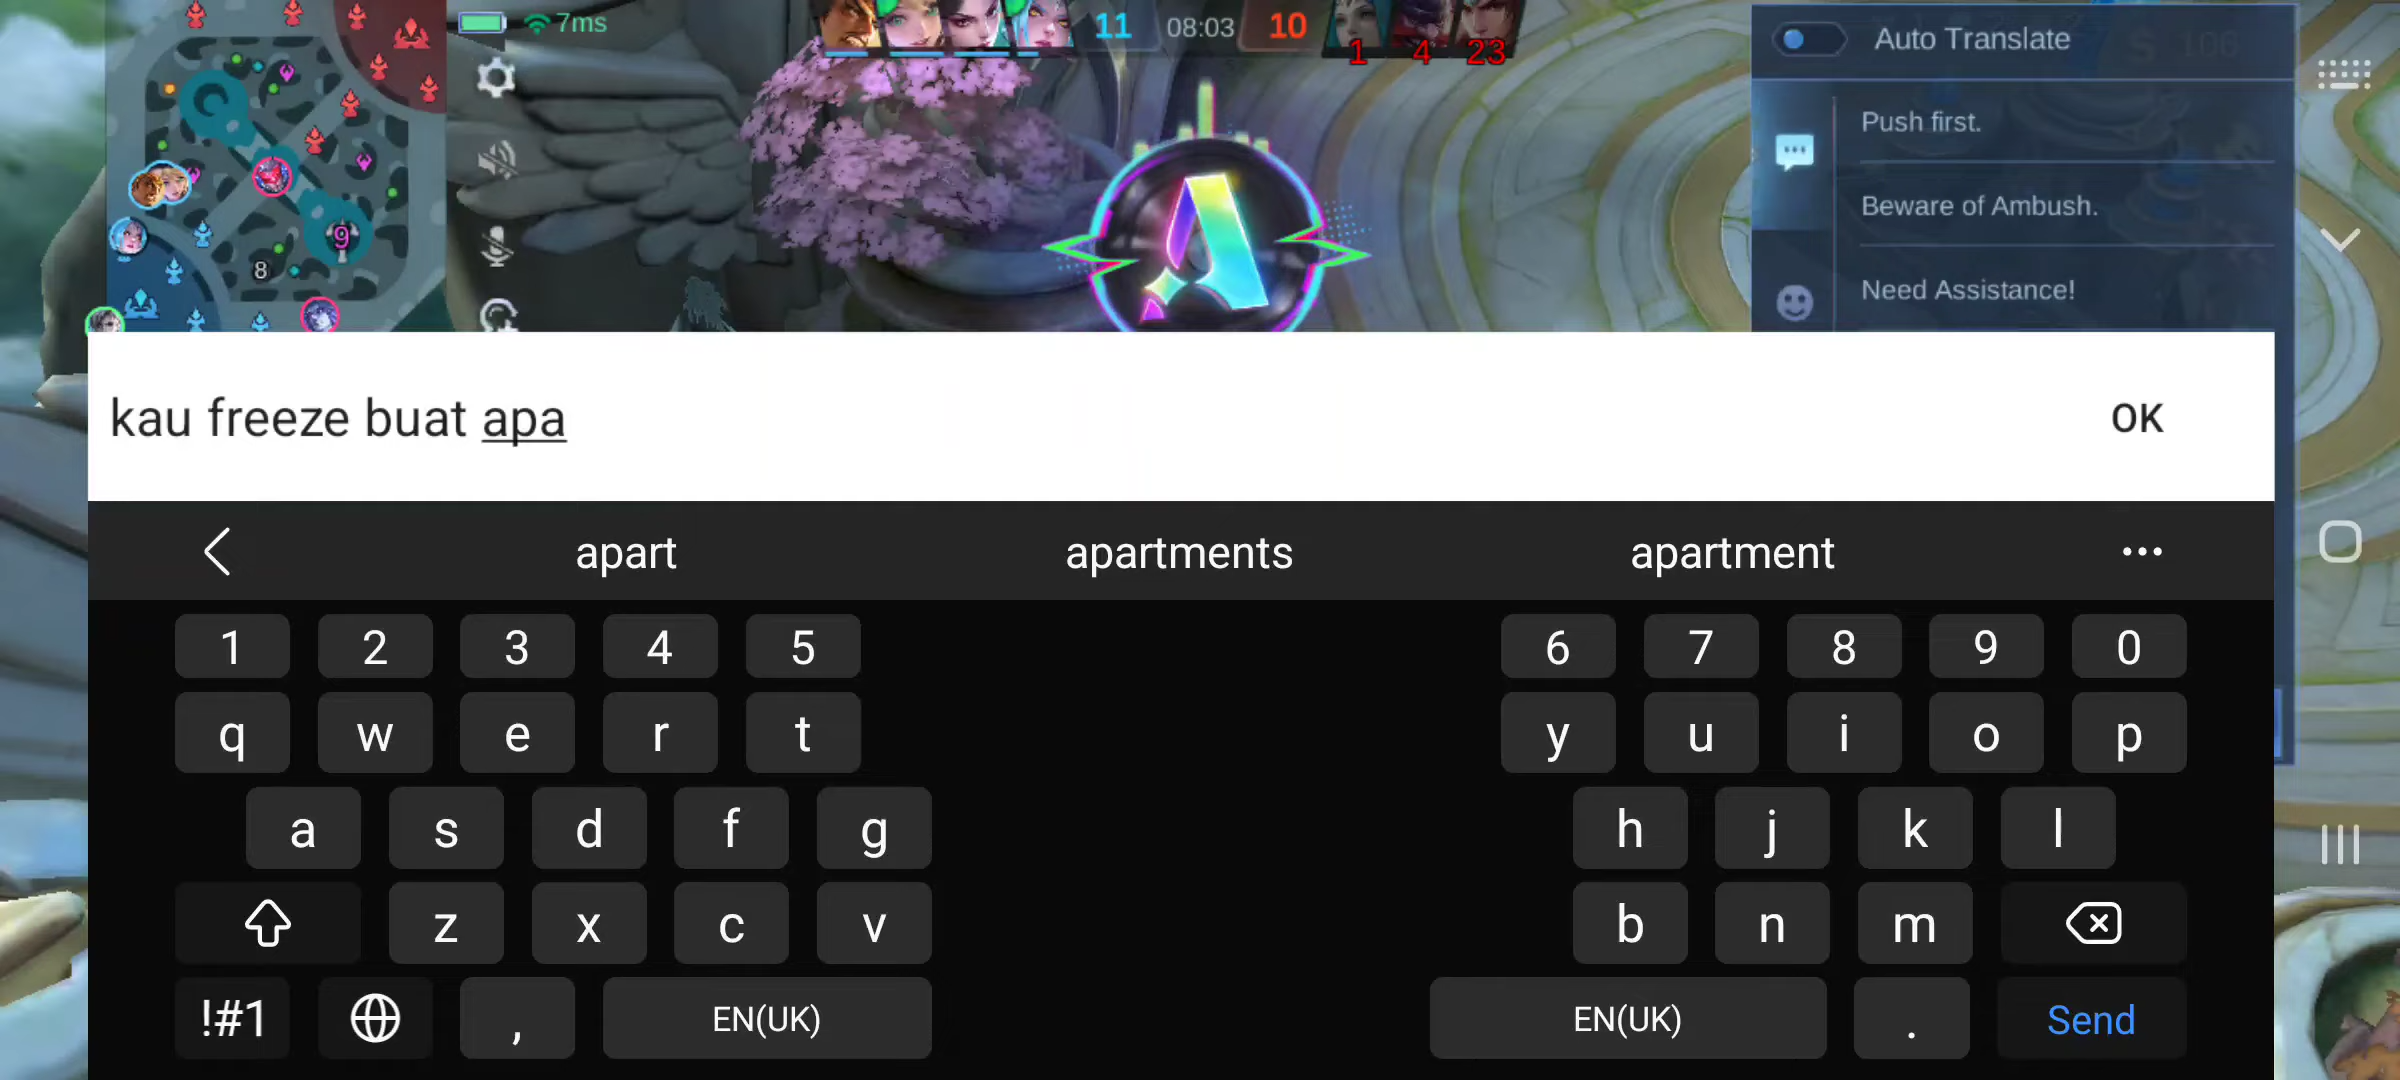 7ms
11 08:03 10
1 4 23
Auto Translate
Push first.
Beware of Ambush.
Need Assistance!
9
8
kau freeze buat apa
OK
apart apartments apartment
1 2 3 4 5 6 7 8 9 0
q w e r t y u i o p
a s d f g h j k l
z x c v b n m
!#1 , EN(UK) EN(UK) . Send